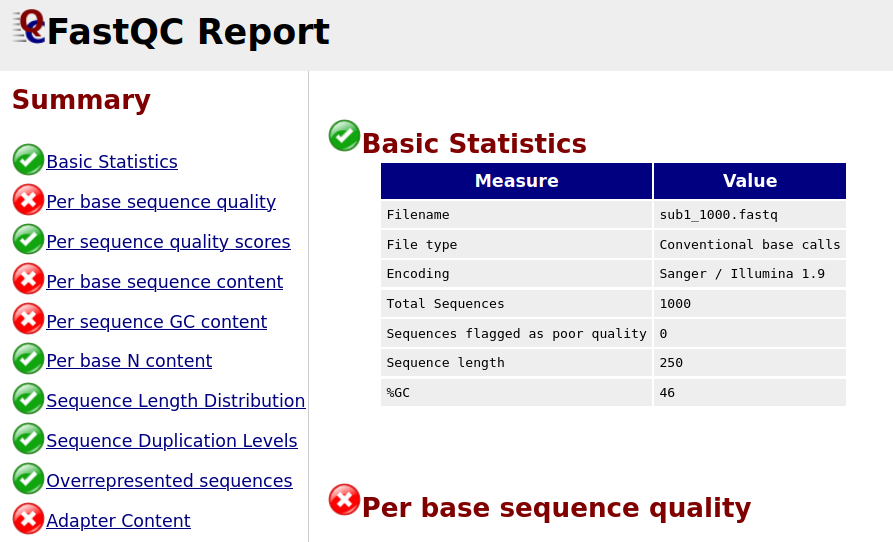 FastQC Report
Summary
Basic Statistics
Per base sequence quality
Per sequence quality scores
Per base sequence content
Per sequence GC content
Per base N content
Sequence Length Distribution
Sequence Duplication Levels
Overrepresented sequences
Adapter Content
Basic Statistics
Measure Value
Filename sub1_1000.fastq
File type Conventional base calls
Encoding Sanger / Illumina 1.9
Total Sequences 1000
Sequences flagged as poor quality 0
Sequence length 250
%GC 46
Per base sequence quality